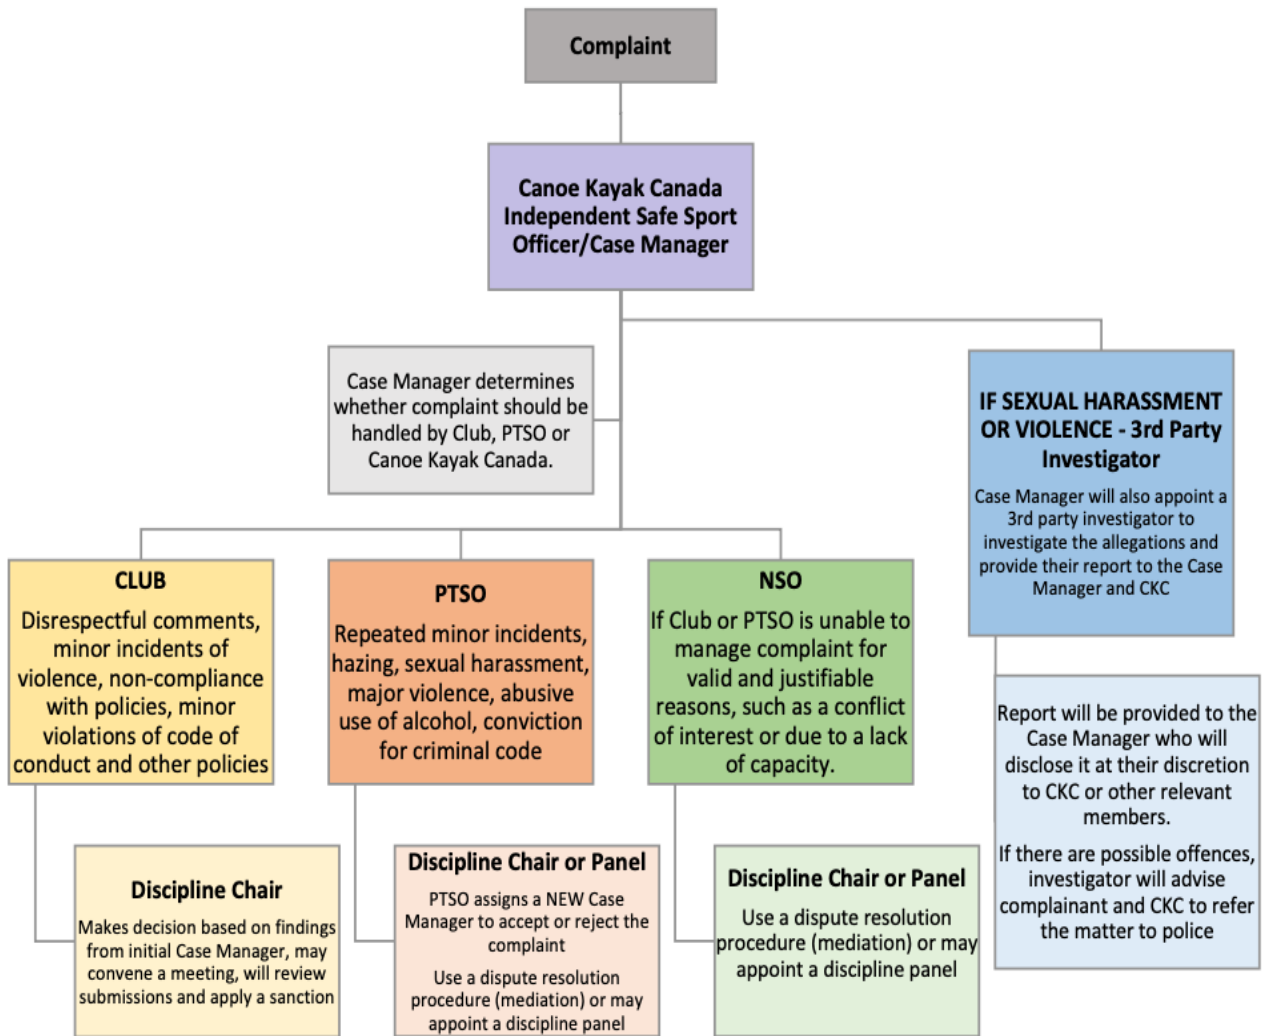 Complaint
Canoe Kayak Canada
Independent Safe Sport
Officer/Case Manager
Case Manager determines
whether complaint should be
handled by Club, PTSO or
Canoe Kayak Canada.
IF SEXUAL HARASSMENT
OR VIOLENCE - 3rd Party
Investigator
Case Manager will also appoint a
3rd party investigator to
investigate the allegations and
provide their report to the Case
Manager and CKC
CLUB
Disrespectful comments,
minor incidents of
violence, non-compliance
with policies, minor
violations of code of
conduct and other policies
PTSO
Repeated minor incidents,
hazing, sexual harassment,
major violence, abusive
use of alcohol, conviction
for criminal code
NSO
If Club or PTSO is unable to
manage complaint for
valid and justifiable
reasons, such as a conflict
of interest or due to a lack
of capacity.
Report will be provided to the
Case Manager who will
disclose it at their discretion
to CKC or other relevant
members.
If there are possible offences,
investigator will advise
complainant and CKC to refer
the matter to police
Discipline Chair
Makes decision based on findings
from initial Case Manager, may
convene a meeting, will review
submissions and apply a sanction
Discipline Chair or Panel
PTSO assigns a NEW Case
Manager to accept or reject the
complaint
Use a dispute resolution
procedure (mediation) or may
appoint a discipline panel
Discipline Chair or Panel
Use a dispute resolution
procedure (mediation) or may
appoint a discipline panel